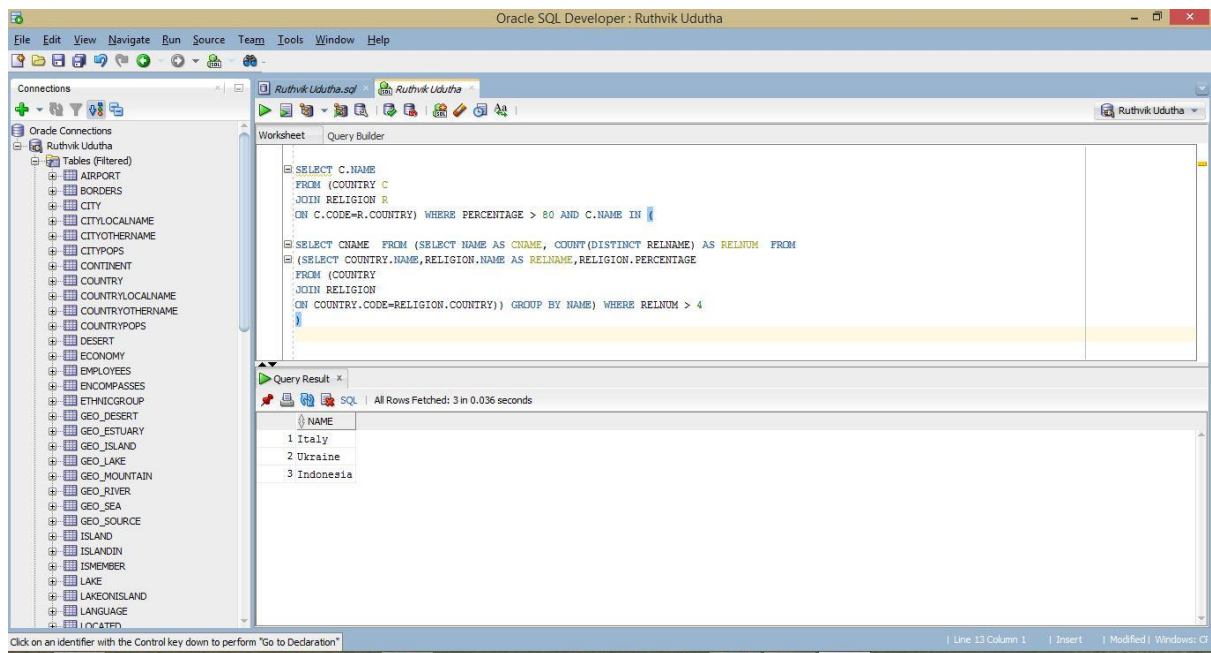 Oracle SQL Developer : Ruthvik Udutha
File Edit View Navigate Run Source Team Tools Window Help
Connections
Oracle Connections
Ruthvik Udutha
Tables (Filtered)
AIRPORT
BORDERS
CITY
CITYLOCALNAME
CITYOTHERNAME
CITYPOPS
CONTINENT
COUNTRY
COUNTRYLOCALNAME
COUNTRYOTHERNAME
COUNTRYPOPS
DESERT
ECONOMY
EMPLOYEES
ENCOMPASSES
ETHNICGROUP
GEO_DESERT
GEO_ESTUARY
GEO_ISLAND
GEO_LAKE
GEO_MOUNTAIN
GEO_RIVER
GEO_SEA
GEO_SOURCE
ISLAND
ISLANDIN
ISMEMBER
LAKE
LAKEONISLAND
LANGUAGE
LOCATED
Ruthvik Udutha.sql Ruthvik Udutha
Ruthvik Udutha
Worksheet Query Builder
SELECT C.NAME
FROM (COUNTRY C
JOIN RELIGION R
ON C.CODE=R.COUNTRY) WHERE PERCENTAGE > 80 AND C.NAME IN (
SELECT CNAME FROM (SELECT NAME AS CNAME, COUNT(DISTINCT RELNAME) AS RELNUM FROM
(SELECT COUNTRY.NAME,RELIGION.NAME AS RELNAME,RELIGION.PERCENTAGE
FROM (COUNTRY
JOIN RELIGION
ON COUNTRY.CODE=RELIGION.COUNTRY)) GROUP BY NAME) WHERE RELNUM > 4
)
Query Result x
SQL | All Rows Fetched: 3 in 0.036 seconds
NAME
1 Italy
2 Ukraine
3 Indonesia
Click on an identifier with the Control key down to perform "Go to Declaration"
| Line 13 Column 1 | Insert | Modified | Windows: CF